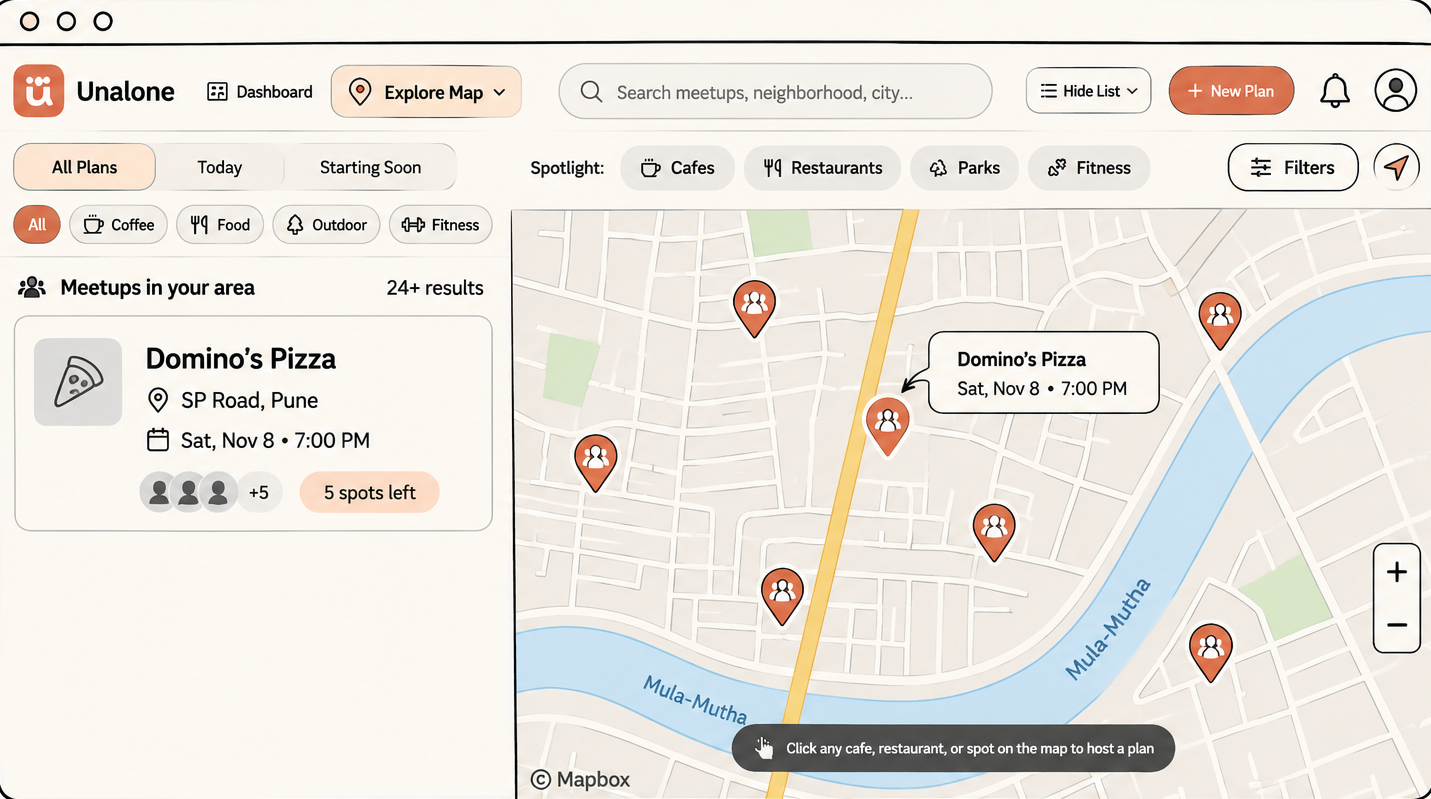 Unalone
Dashboard
Explore Map
Search meetups, neighborhood, city...
Hide List
+ New Plan
All Plans
Today
Starting Soon
Spotlight:
Cafes
Restaurants
Parks
Fitness
Filters
All
Coffee
Food
Outdoor
Fitness
Meetups in your area
24+ results
Domino's Pizza
SP Road, Pune
Sat, Nov 8 • 7:00 PM
+5
5 spots left
Domino's Pizza
Sat, Nov 8 • 7:00 PM
Mula-Mutha
Mula-Mutha
+
−
Click any cafe, restaurant, or spot on the map to host a plan
© Mapbox